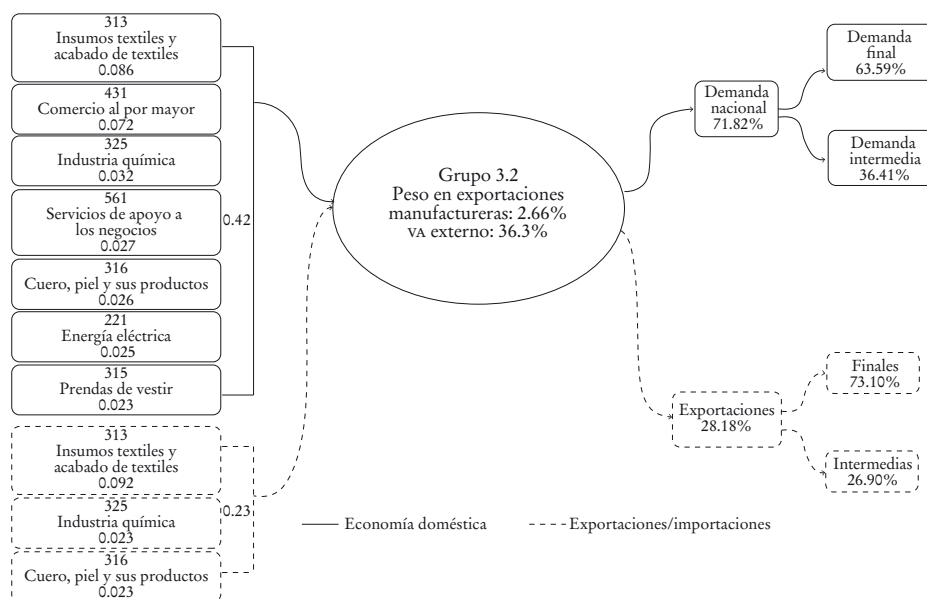 313
Insumos textiles y
acabado de textiles
0.086
431
Comercio al por mayor
0.072
325
Industria química
0.032
561
Servicios de apoyo a
los negocios
0.027
316
Cuero, piel y sus productos
0.026
221
Energía eléctrica
0.025
315
Prendas de vestir
0.023
0.42
313
Insumos textiles y
acabado de textiles
0.092
325
Industria química
0.023
316
Cuero, piel y sus productos
0.023
0.23
Grupo 3.2
Peso en exportaciones
manufactureras: 2.66%
VA externo: 36.3%
Demanda
nacional
71.82%
Demanda
final
63.59%
Demanda
intermedia
36.41%
Exportaciones
28.18%
Finales
73.10%
Intermedias
26.90%
Economía doméstica
Exportaciones/importaciones